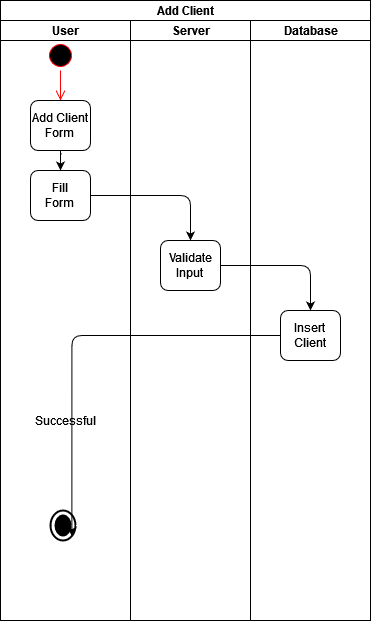 Add Client
User
Server
Database
Add Client
Form
Fill
Form
Validate
Input
Insert
Client
Successful